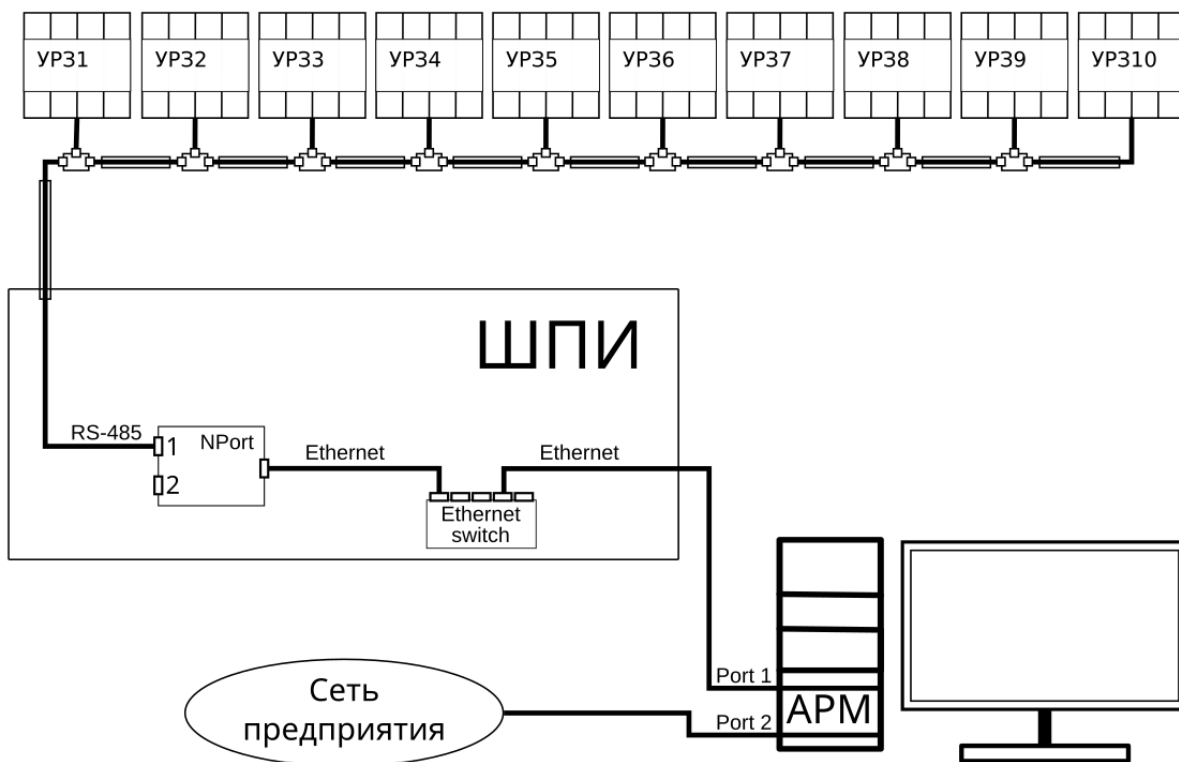 УРЗ1
УРЗ2
УРЗ3
УРЗ4
УРЗ5
УРЗ6
УРЗ7
УРЗ8
УРЗ9
УРЗ10
ШПИ
RS-485
1
NPort
2
Ethernet
Ethernet
Ethernet
switch
Port 1
Port 2
АРМ
Сеть
предприятия